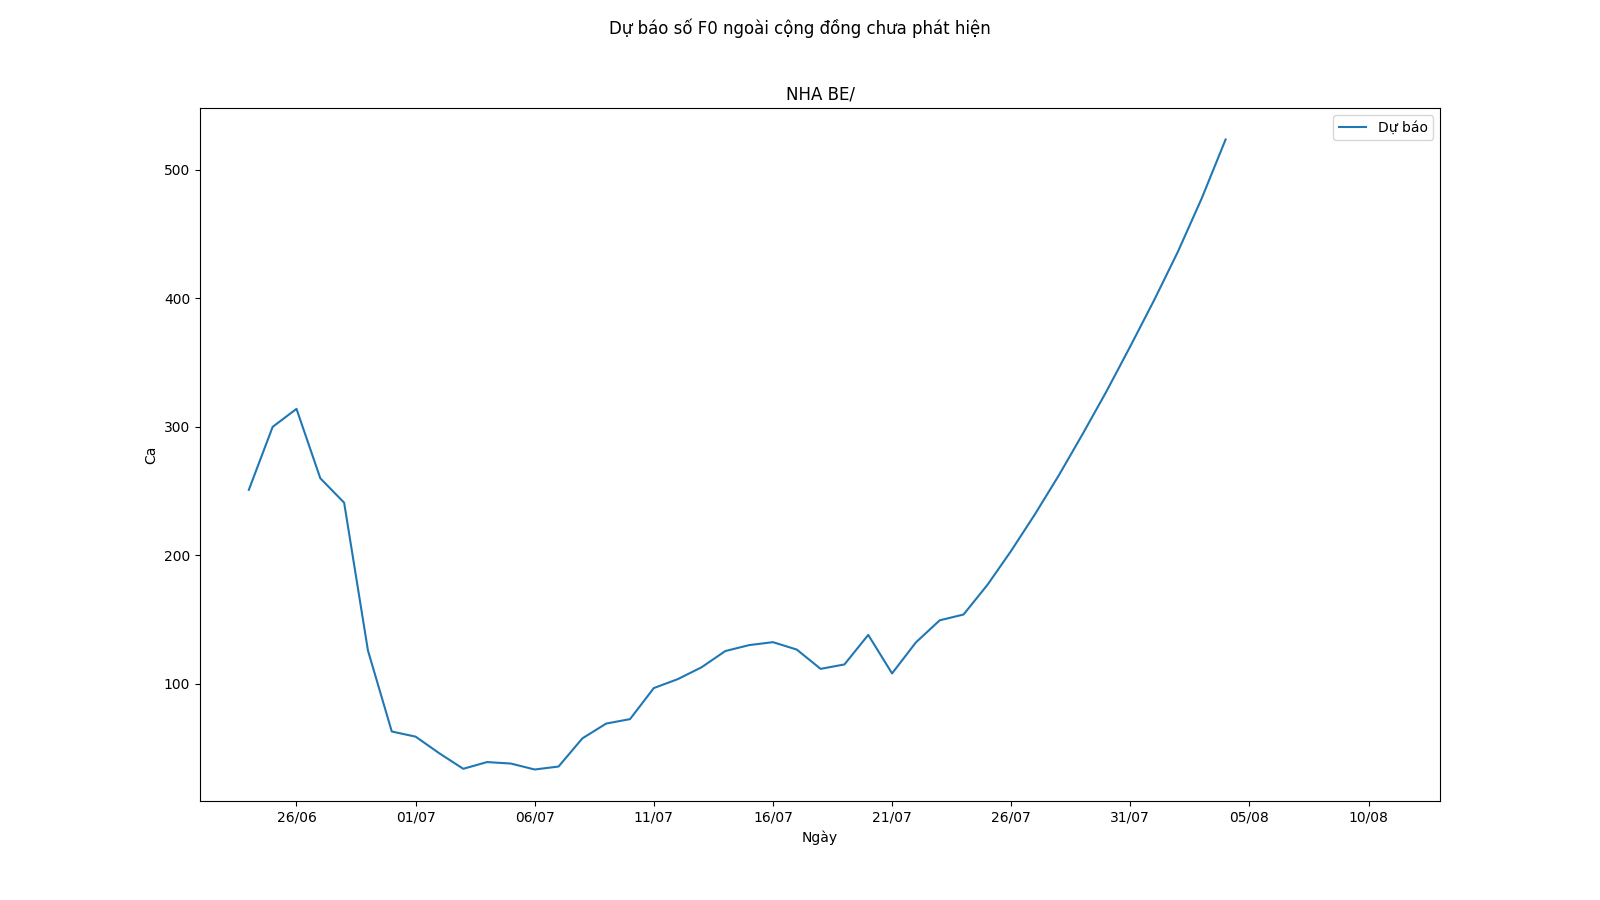 Dự báo số F0 ngoài cộng đồng chưa phát hiện
NHA BE/
Dự báo
500
400
300
200
100
Ca
26/06 01/07 06/07 11/07 16/07 21/07 26/07 31/07 05/08 10/08
Ngày